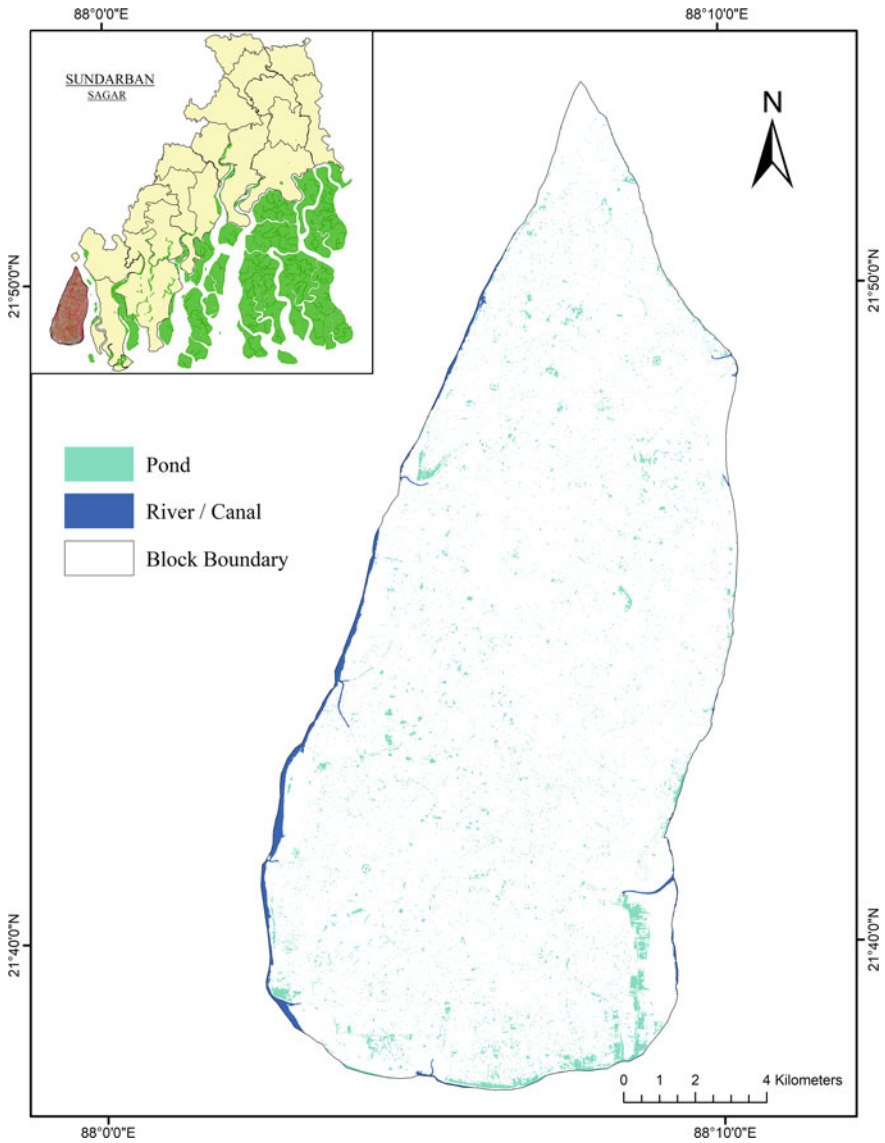 88°0'0"E 88°10'0"E
SUNDARBAN
SAGAR
N
21°50'0"N 21°50'0"N
Pond
River / Canal
Block Boundary
21°40'0"N 21°40'0"N
0 1 2 4 Kilometers
88°0'0"E 88°10'0"E